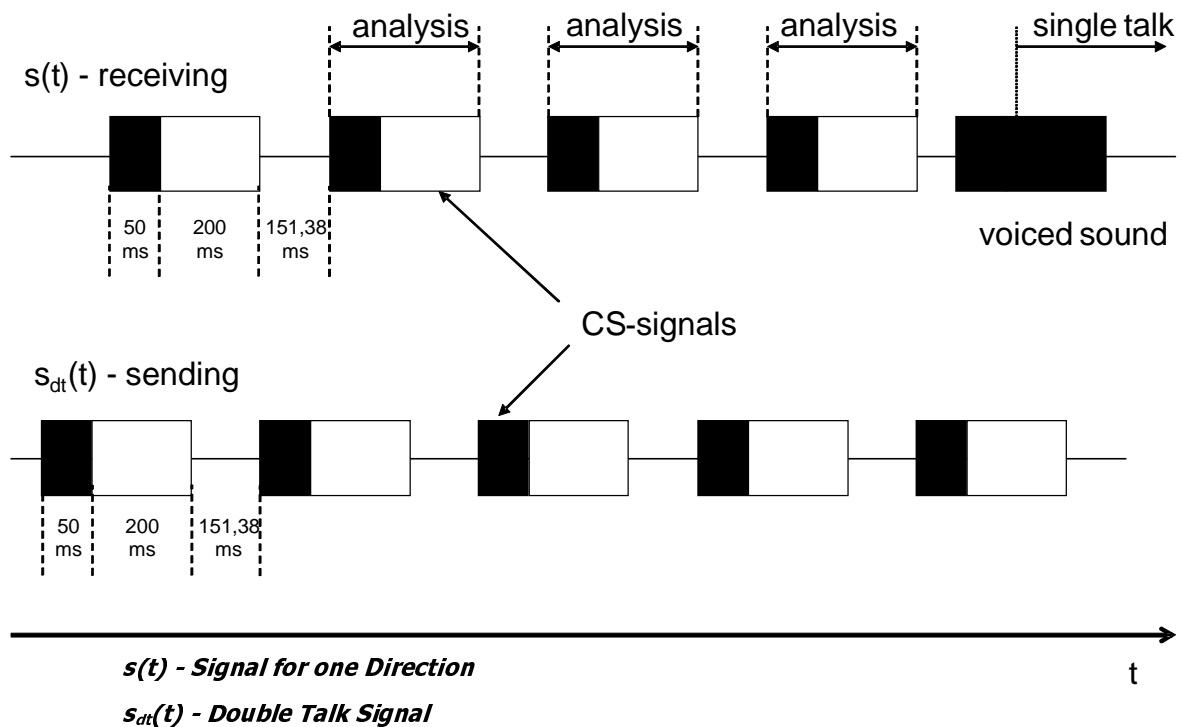 analysis analysis analysis single talk
s(t) - receiving
50 200 151,38
ms ms ms
voiced sound
CS-signals
sdt(t) - sending
50 200 151,38
ms ms ms
s(t) - Signal for one Direction
t
sdt(t) - Double Talk Signal